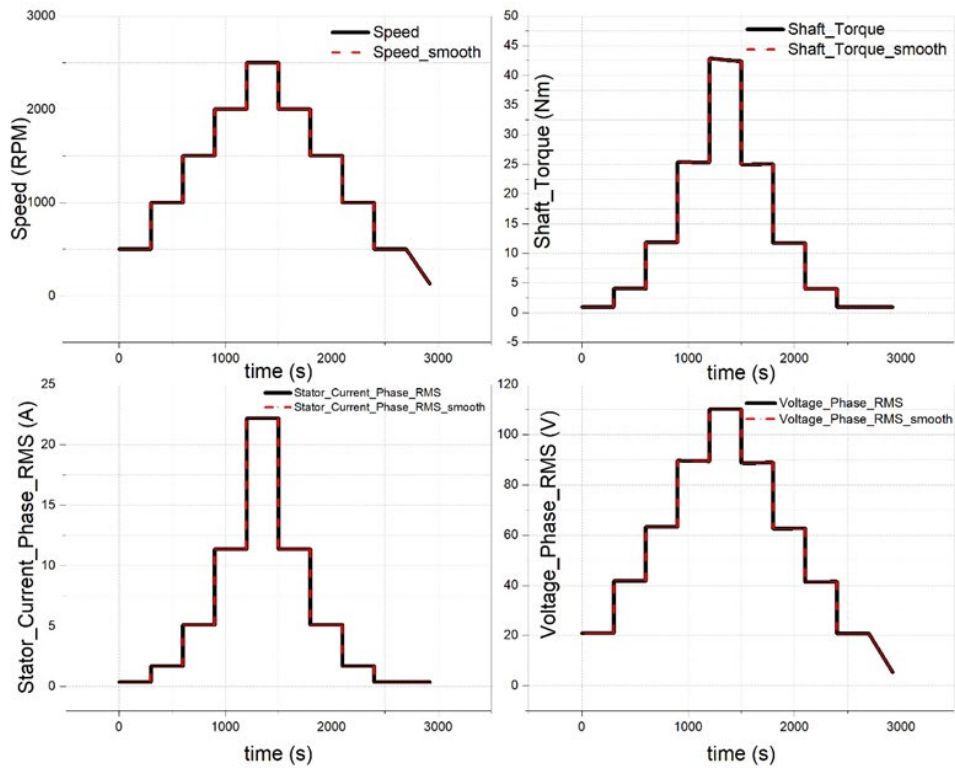 3000
Speed
Speed_smooth
2000
1000
0
Speed (RPM)
0
1000
2000
3000
time (s)
50
Shaft_Torque
Shaft_Torque_smooth
45
40
35
30
25
20
15
10
5
0
-5
Shaft_Torque (Nm)
0
1000
2000
3000
time (s)
25
Stator_Current_Phase_RMS
Stator_Current_Phase_RMS_smooth
20
15
10
5
0
Stator_Current_Phase_RMS (A)
0
1000
2000
3000
time (s)
120
Voltage_Phase_RMS
Voltage_Phase_RMS_smooth
100
80
60
40
20
0
Voltage_Phase_RMS (V)
0
1000
2000
3000
time (s)